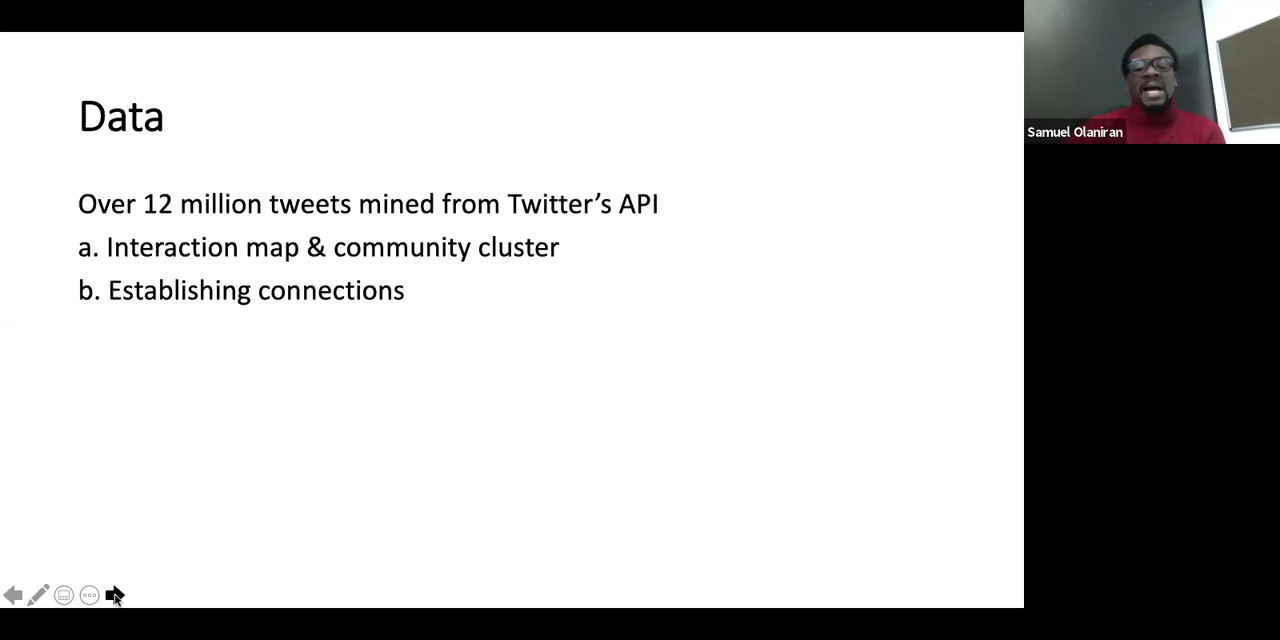 Data
Over 12 million tweets mined from Twitter’s API
a. Interaction map & community cluster
b. Establishing connections
Samuel Olaniran